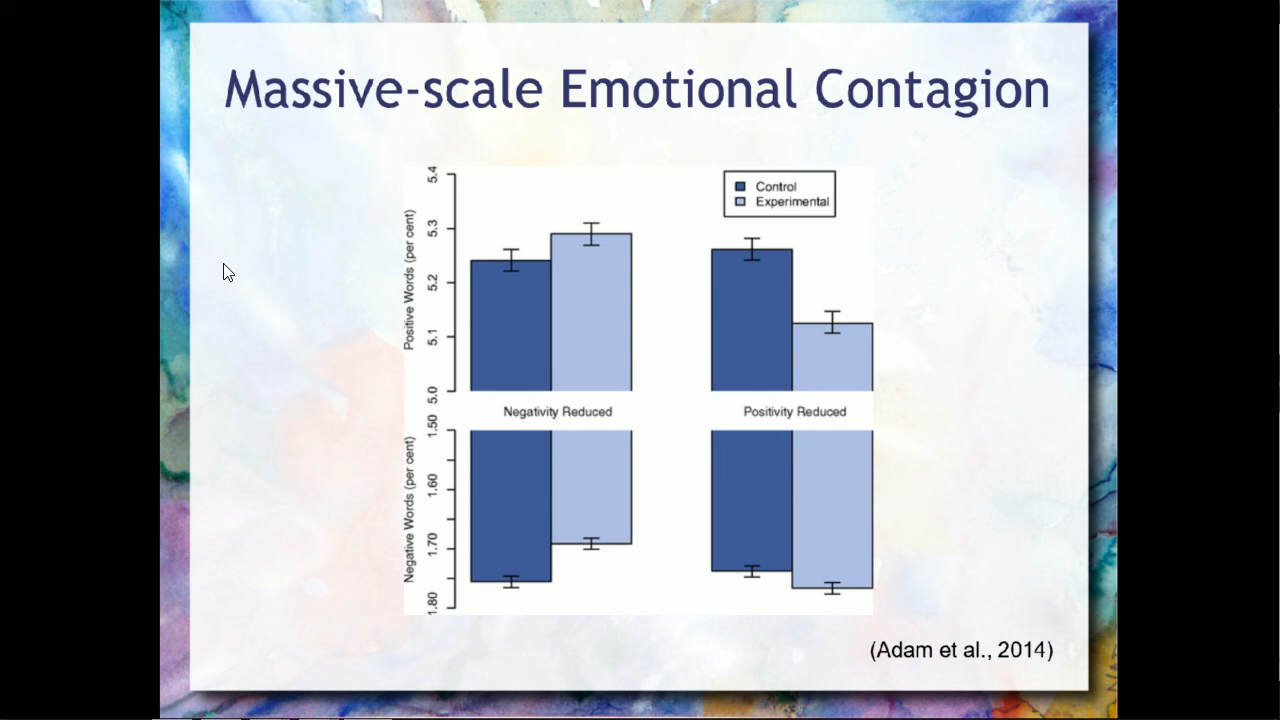 Massive-scale Emotional Contagion
Control
Experimental
Positive Words (per cent)
5.4
5.3
5.2
5.1
5.0
Negativity Reduced
Positivity Reduced
Negative Words (per cent)
1.50
1.60
1.70
1.80
(Adam et al., 2014)